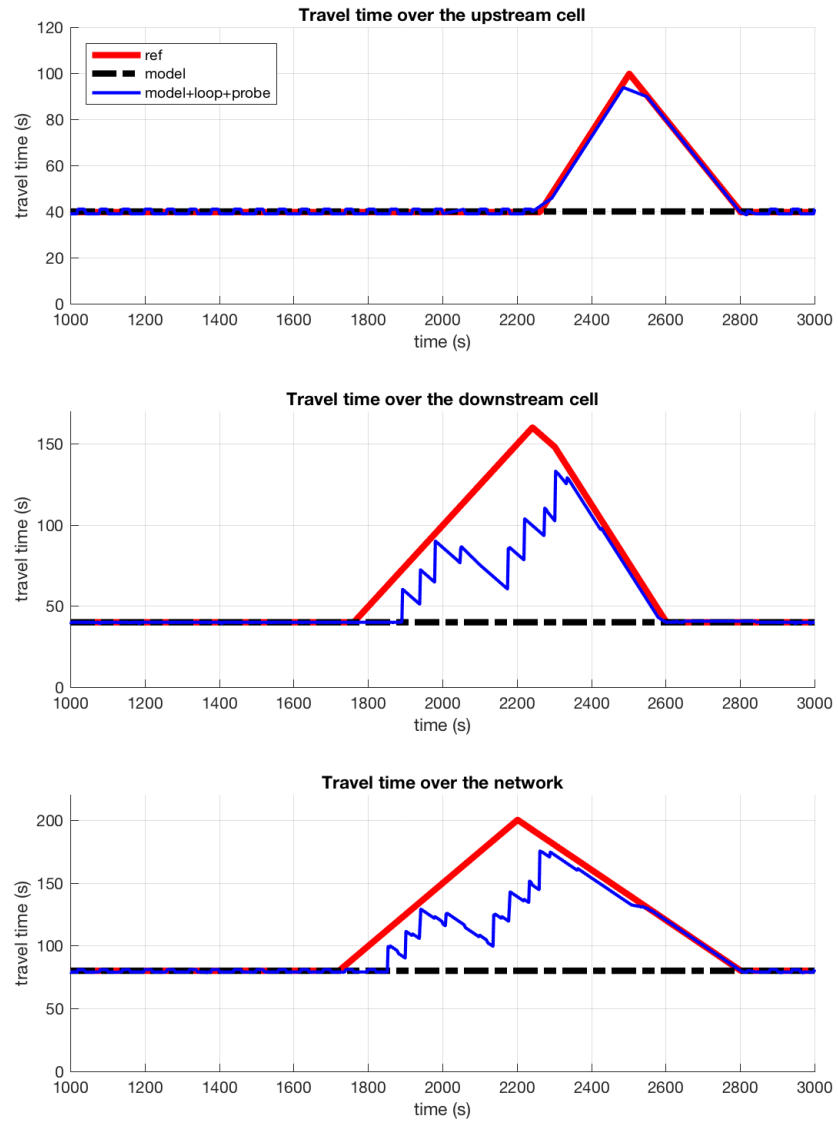 Travel time over the upstream cell
120
100
80
60
40
20
0
travel time (s)
ref
model
model+loop+probe
1000 1200 1400 1600 1800 2000 2200 2400 2600 2800 3000
time (s)
Travel time over the downstream cell
150
100
50
0
travel time (s)
1000 1200 1400 1600 1800 2000 2200 2400 2600 2800 3000
time (s)
Travel time over the network
200
150
100
50
0
travel time (s)
1000 1200 1400 1600 1800 2000 2200 2400 2600 2800 3000
time (s)